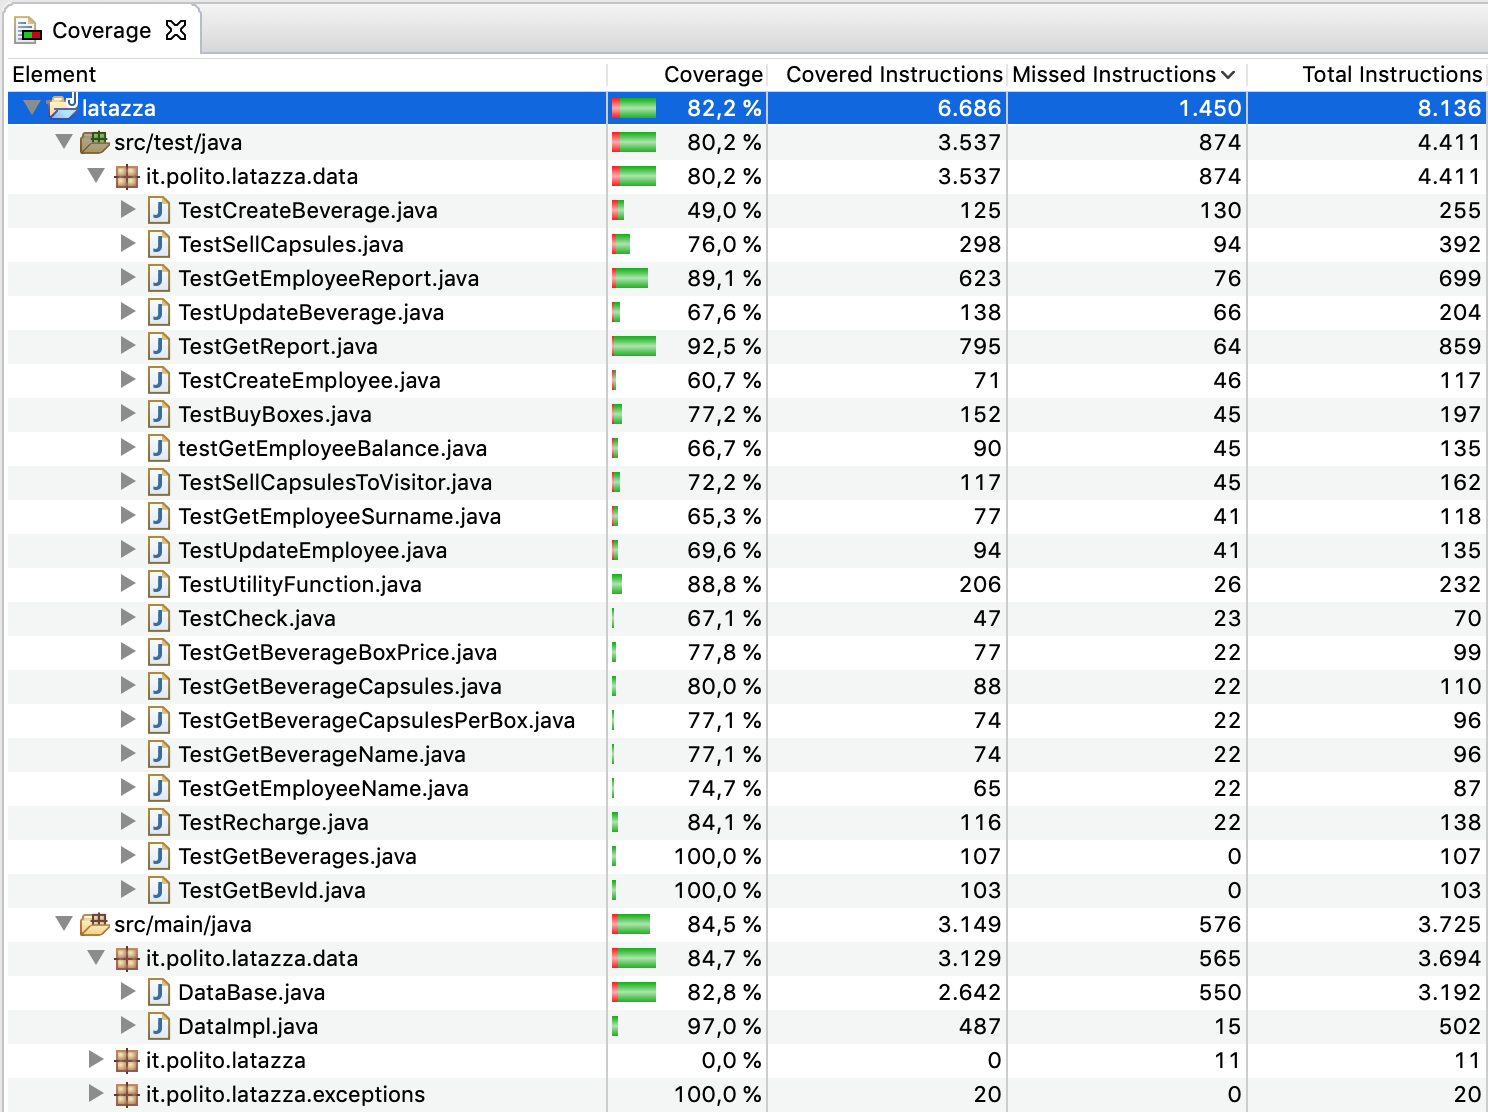 Coverage
Element Coverage Covered Instructions Missed Instructions Total Instructions
latazza 82,2 % 6.686 1.450 8.136
src/test/java 80,2 % 3.537 874 4.411
it.polito.latazza.data 80,2 % 3.537 874 4.411
TestCreateBeverage.java 49,0 % 125 130 255
TestSellCapsules.java 76,0 % 298 94 392
TestGetEmployeeReport.java 89,1 % 623 76 699
TestUpdateBeverage.java 67,6 % 138 66 204
TestGetReport.java 92,5 % 795 64 859
TestCreateEmployee.java 60,7 % 71 46 117
TestBuyBoxes.java 77,2 % 152 45 197
testGetEmployeeBalance.java 66,7 % 90 45 135
TestSellCapsulesToVisitor.java 72,2 % 117 45 162
TestGetEmployeeSurname.java 65,3 % 77 41 118
TestUpdateEmployee.java 69,6 % 94 41 135
TestUtilityFunction.java 88,8 % 206 26 232
TestCheck.java 67,1 % 47 23 70
TestGetBeverageBoxPrice.java 77,8 % 77 22 99
TestGetBeverageCapsules.java 80,0 % 88 22 110
TestGetBeverageCapsulesPerBox.java 77,1 % 74 22 96
TestGetBeverageName.java 77,1 % 74 22 96
TestGetEmployeeName.java 74,7 % 65 22 87
TestRecharge.java 84,1 % 116 22 138
TestGetBeverages.java 100,0 % 107 0 107
TestGetBevId.java 100,0 % 103 0 103
src/main/java 84,5 % 3.149 576 3.725
it.polito.latazza.data 84,7 % 3.129 565 3.694
DataBase.java 82,8 % 2.642 550 3.192
DataImpl.java 97,0 % 487 15 502
it.polito.latazza 0,0 % 0 11 11
it.polito.latazza.exceptions 100,0 % 20 0 20